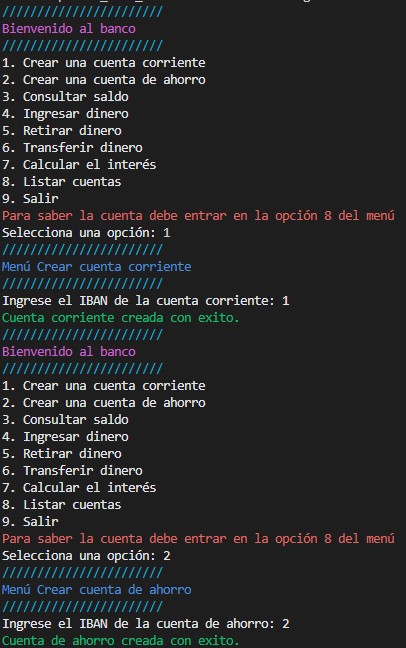 ///////////////////////
Bienvenido al banco
///////////////////////
1. Crear una cuenta corriente
2. Crear una cuenta de ahorro
3. Consultar saldo
4. Ingresar dinero
5. Retirar dinero
6. Transferir dinero
7. Calcular el interés
8. Listar cuentas
9. Salir
Para saber la cuenta debe entrar en la opción 8 del menú
Selecciona una opción: 1
///////////////////////
Menú Crear cuenta corriente
///////////////////////
Ingrese el IBAN de la cuenta corriente: 1
Cuenta corriente creada con exito.
///////////////////////
Bienvenido al banco
///////////////////////
1. Crear una cuenta corriente
2. Crear una cuenta de ahorro
3. Consultar saldo
4. Ingresar dinero
5. Retirar dinero
6. Transferir dinero
7. Calcular el interés
8. Listar cuentas
9. Salir
Para saber la cuenta debe entrar en la opción 8 del menú
Selecciona una opción: 2
///////////////////////
Menú Crear cuenta de ahorro
///////////////////////
Ingrese el IBAN de la cuenta de ahorro: 2
Cuenta de ahorro creada con exito.